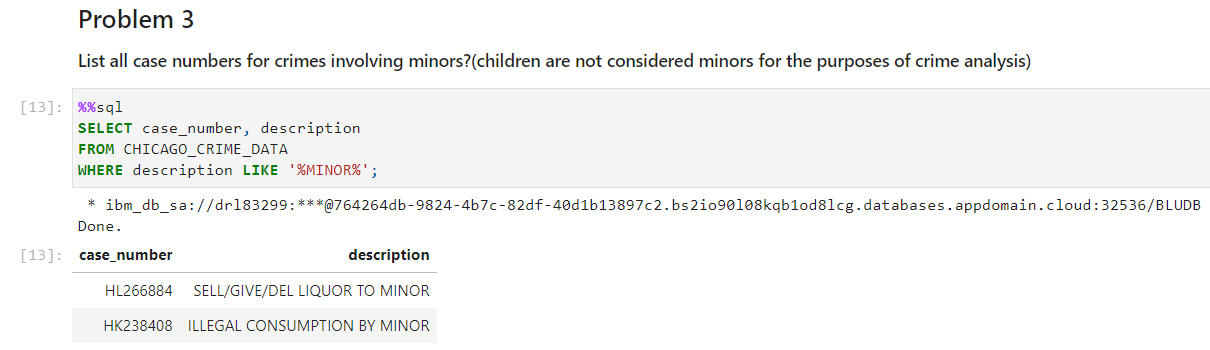 Problem 3
List all case numbers for crimes involving minors?(children are not considered minors for the purposes of crime analysis)
[13]: %%sql
SELECT case_number, description
FROM CHICAGO_CRIME_DATA
WHERE description LIKE '%MINOR%';
* ibm_db_sa://drl83299:***@764264db-9824-4b7c-82df-40d1b13897c2.bs2io90l08kqb1od8lcg.databases.appdomain.cloud:32536/BLUDB
Done.
[13]: case_number description
HL266884 SELL/GIVE/DEL LIQUOR TO MINOR
HK238408 ILLEGAL CONSUMPTION BY MINOR